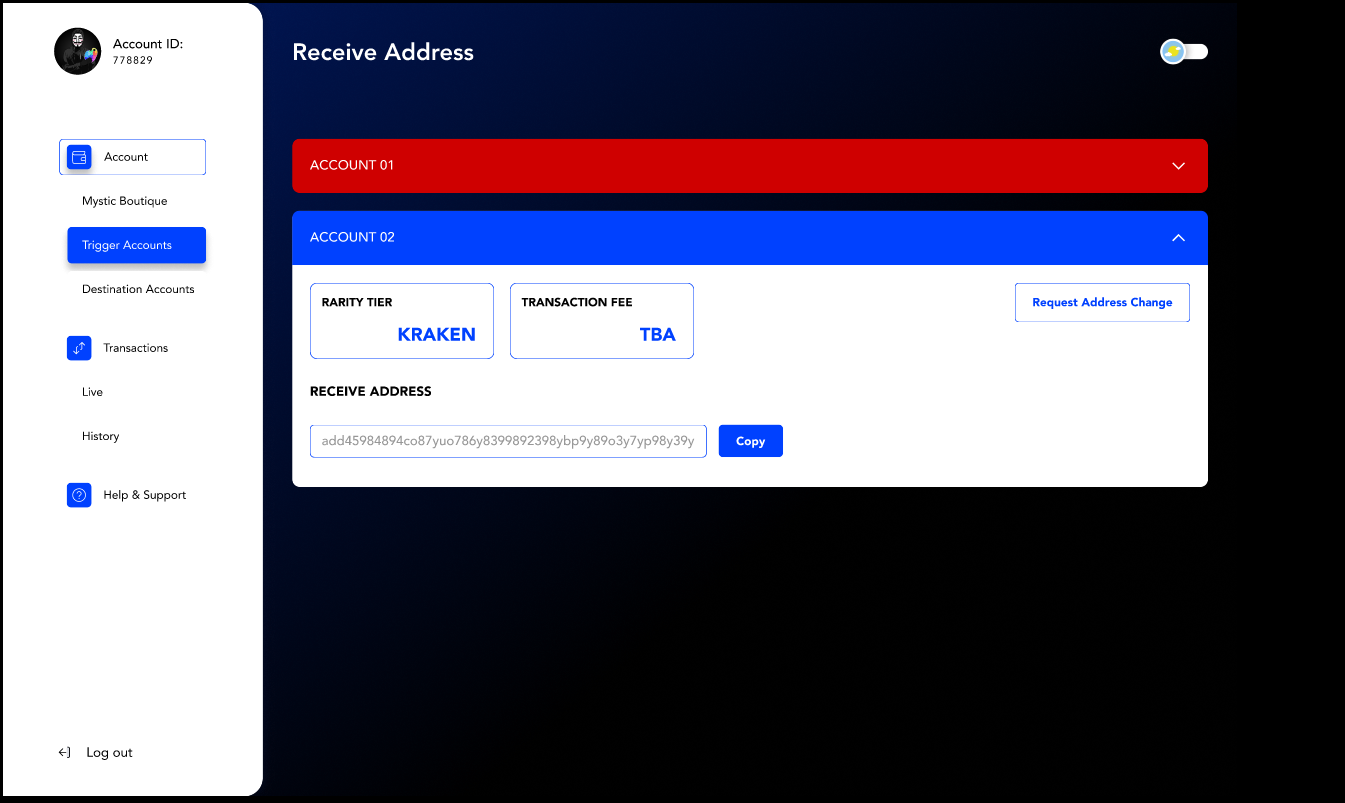 Account ID:
778829
Account
Mystic Boutique
Trigger Accounts
Destination Accounts
Transactions
Live
History
Help & Support
Log out
Receive Address
ACCOUNT 01
ACCOUNT 02
RARITY TIER
KRAKEN
TRANSACTION FEE
TBA
Request Address Change
RECEIVE ADDRESS
add45984894co87yuo786y8399892398ybp9y89o3y7yp98y39y
Copy